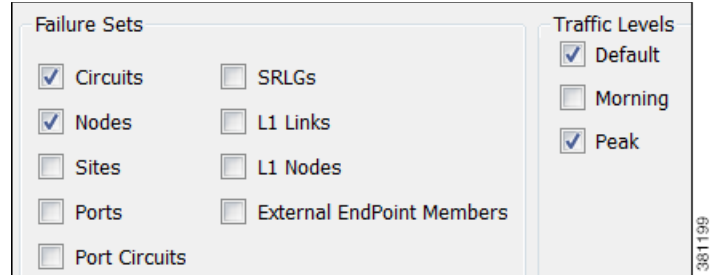 Failure Sets
Circuits
Nodes
Sites
Ports
Port Circuits
SRLGs
L1 Links
L1 Nodes
External EndPoint Members
Traffic Levels
Default
Morning
Peak
381199